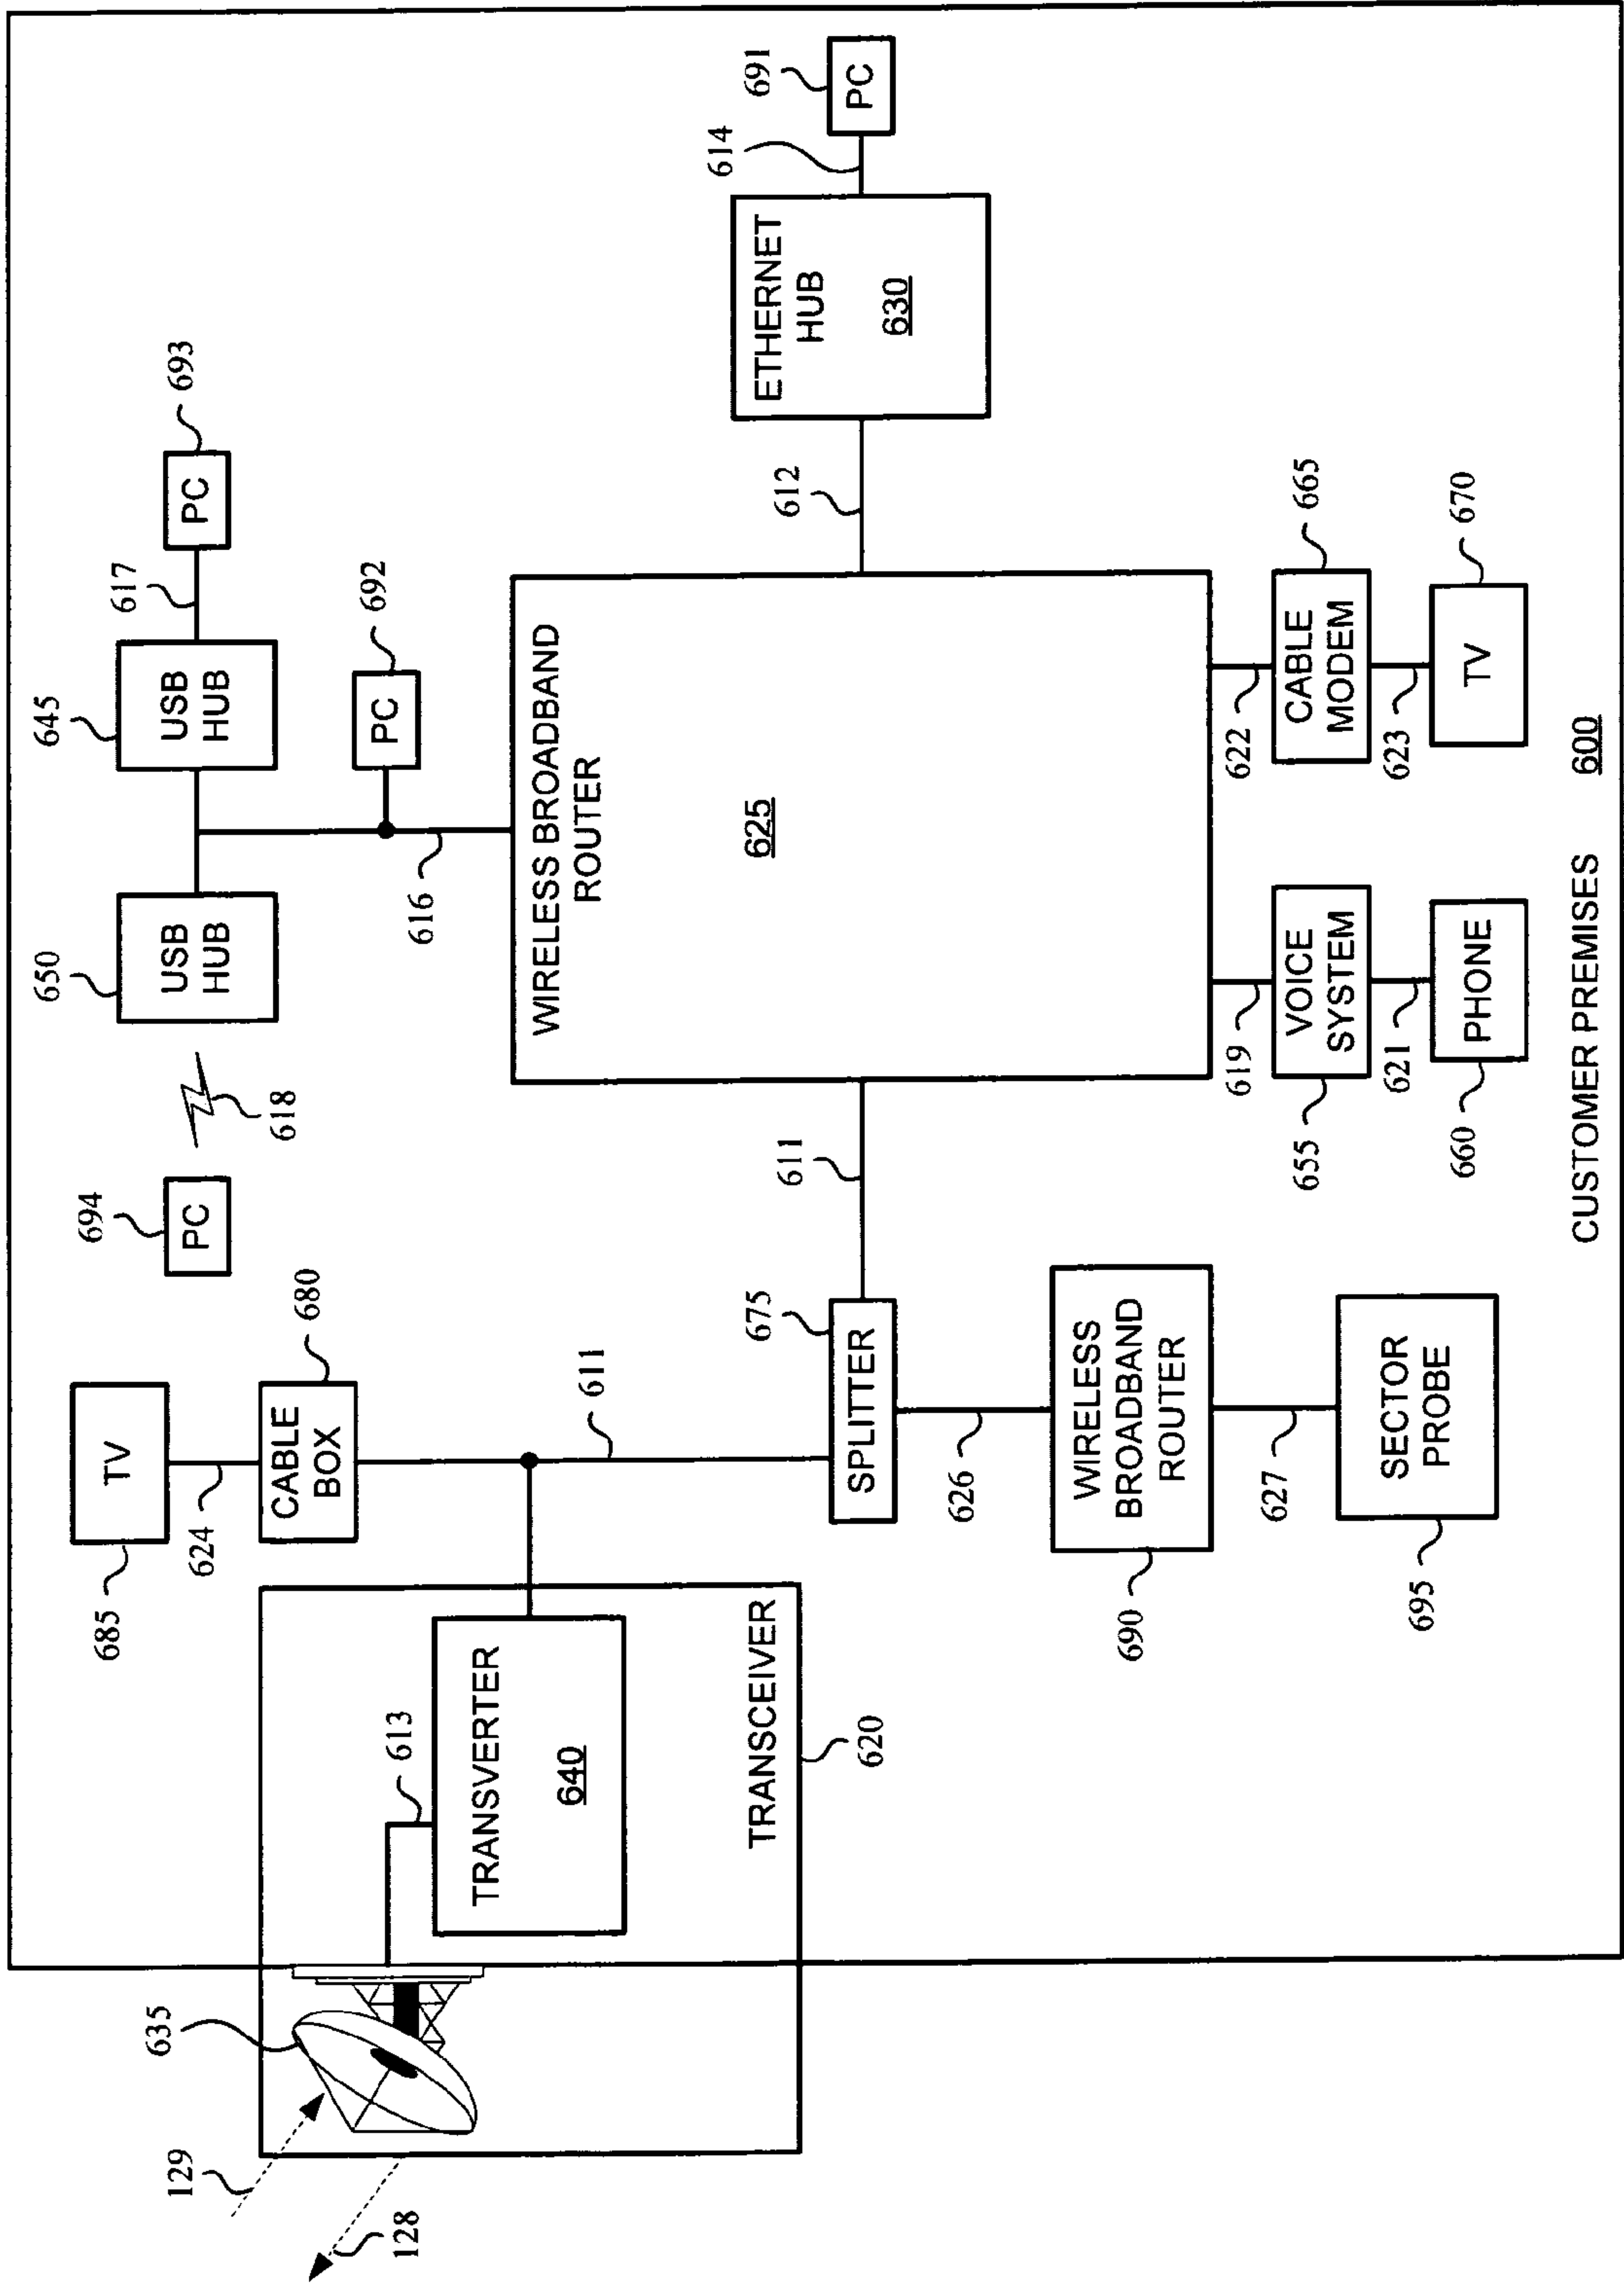 650
645
685
694
617
693
129
635
624
TV
PC
USB
HUB
USB
HUB
PC
618
680
CABLE
BOX
692
PC
128
613
616
TRANSVERTER
640
611
WIRELESS BROADBAND
ROUTER
625
TRANSCEIVER
620
675
SPLITTER
611
612
614
691
PC
ETHERNET
HUB
630
626
690
WIRELESS
BROADBAND
ROUTER
627
695
SECTOR
PROBE
619
655
VOICE
SYSTEM
621
660
PHONE
622
665
CABLE
MODEM
623
670
TV
CUSTOMER PREMISES
600